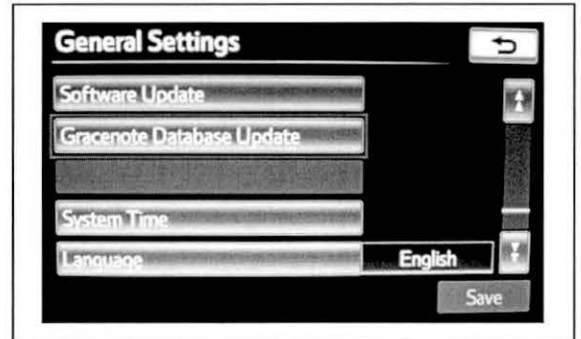 General Settings
Software Update
Gracenote Database Update
System Time
Language English
Save